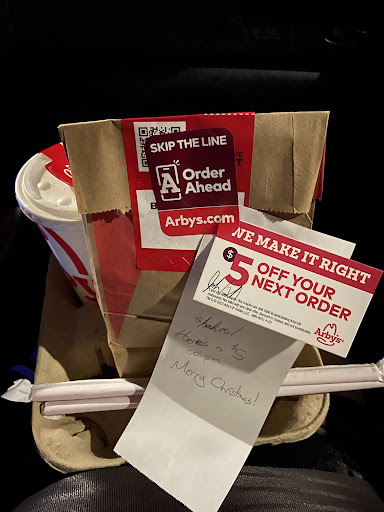 SKIP THE LINE
A
Order
Ahead
Arbys.com
WE MAKE IT RIGHT
$5 OFF YOUR
NEXT ORDER
Arby's
Here's a $5
coupon.
Merry Christmas!